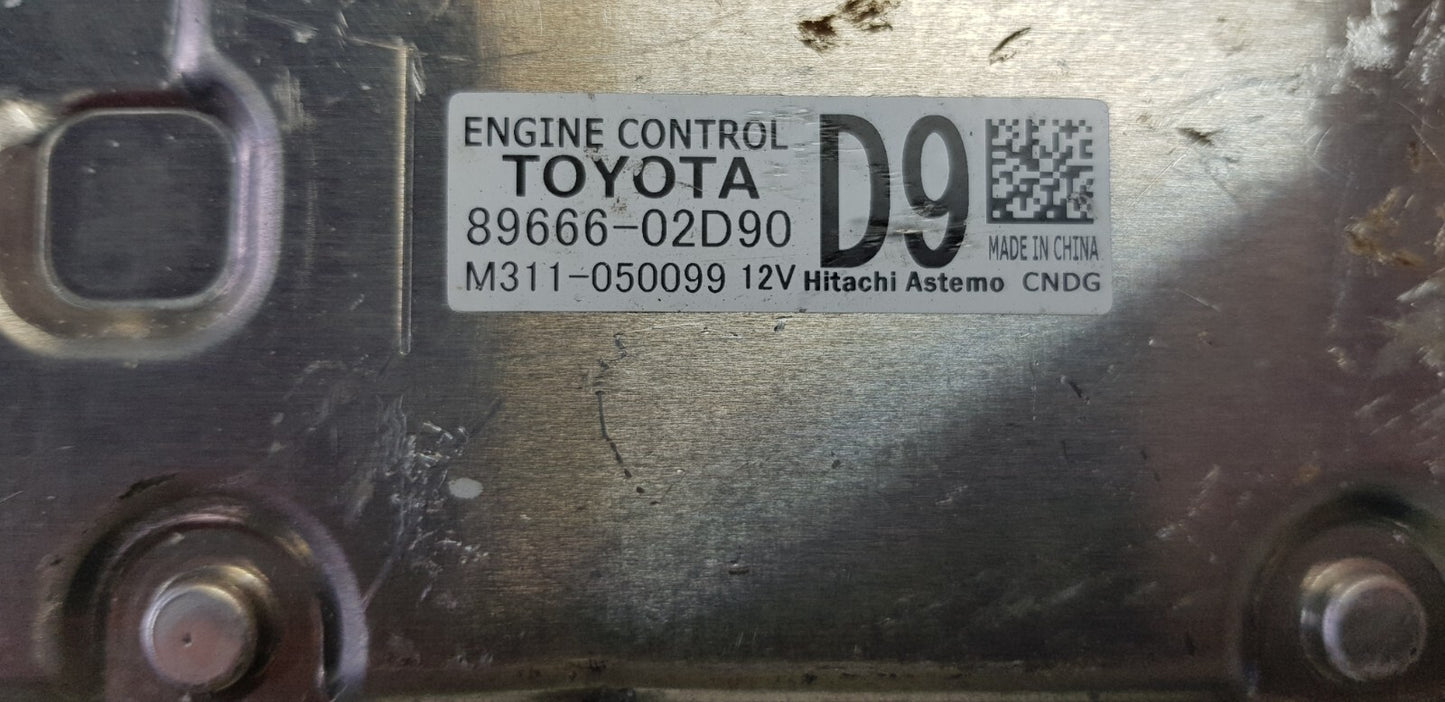 ENGINE CONTROL
TOYOTA
89666-02D90
M311-050099 12V Hitachi Astemo CNDG
D9
MADE IN CHINA